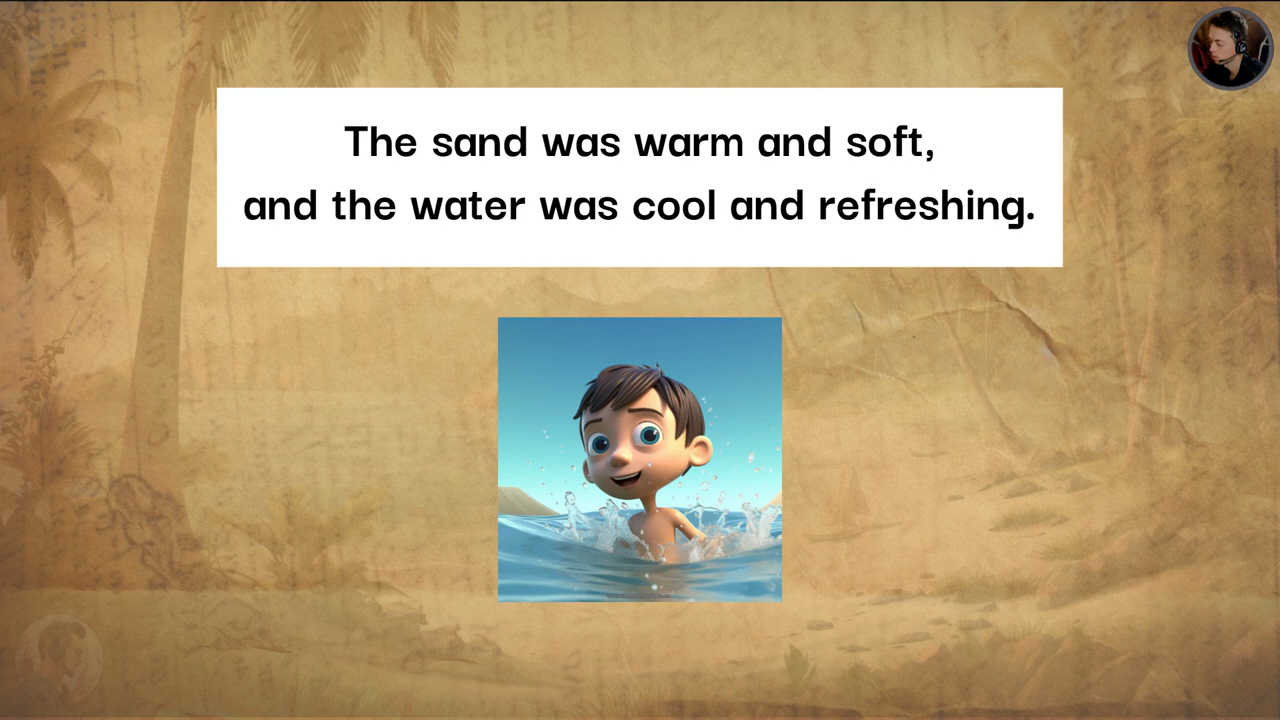 The sand was warm and soft,
and the water was cool and refreshing.